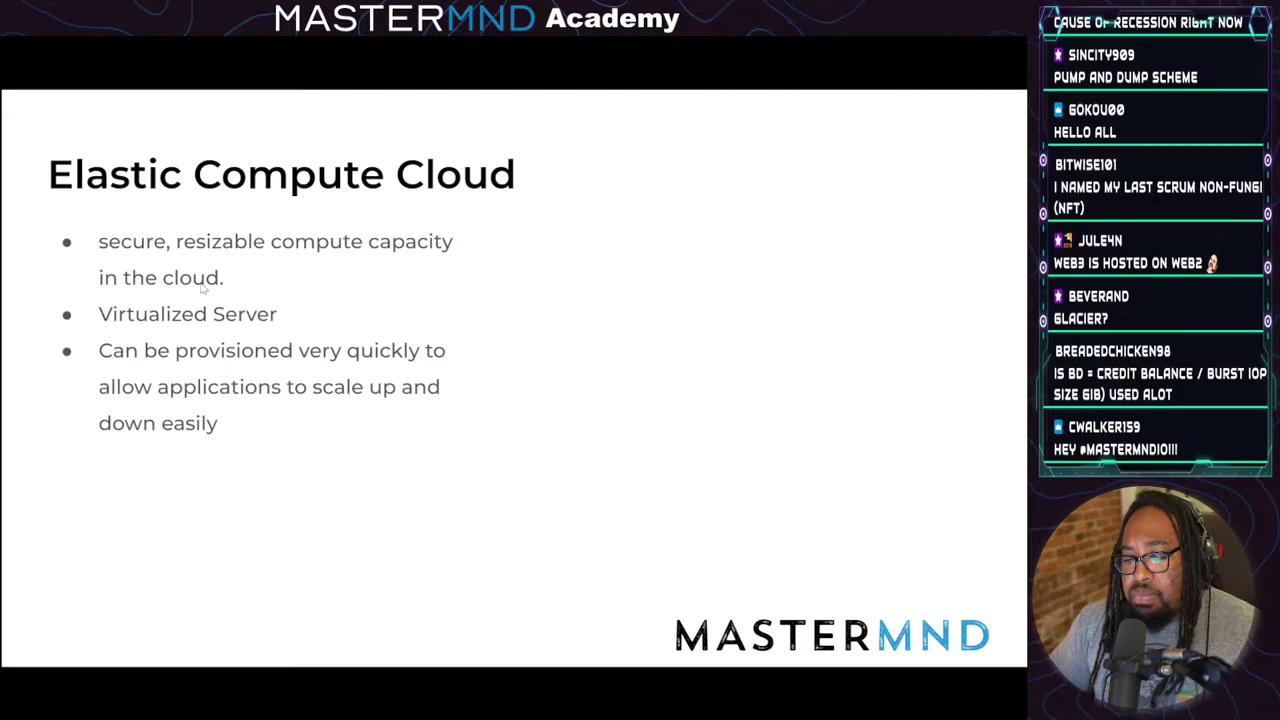 MASTERMND Academy
Elastic Compute Cloud
● secure, resizable compute capacity
in the cloud.
● Virtualized Server
● Can be provisioned very quickly to
allow applications to scale up and
down easily
MASTERMND
CAUSE OF RECESSION RIGHT NOW
SINCITY909
PUMP AND DUMP SCHEME
GOKOU00
HELLO ALL
BITWISE101
I NAMED MY LAST SCRUM NON-FUNGI
(NFT)
JULE4N
WEB3 IS HOSTED ON WEB2
BEVERAND
GLACIER?
BREADEDCHICKEN98
IS BD = CREDIT BALANCE / BURST IOP
SIZE GIB) USED ALOT
CWALKER159
HEY @MASTERMNDIO!!!